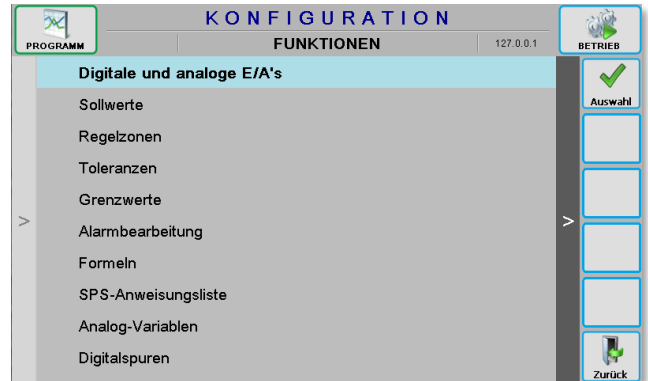 KONFIGURATION
PROGRAMM
FUNKTIONEN
127.0.0.1
BETRIEB
Digitale und analoge E/A's
Auswahl
Sollwerte
Regelzonen
Toleranzen
Grenzwerte
>
>
Alarmbearbeitung
Formeln
SPS-Anweisungsliste
Analog-Variablen
Digitalspuren
Zurück